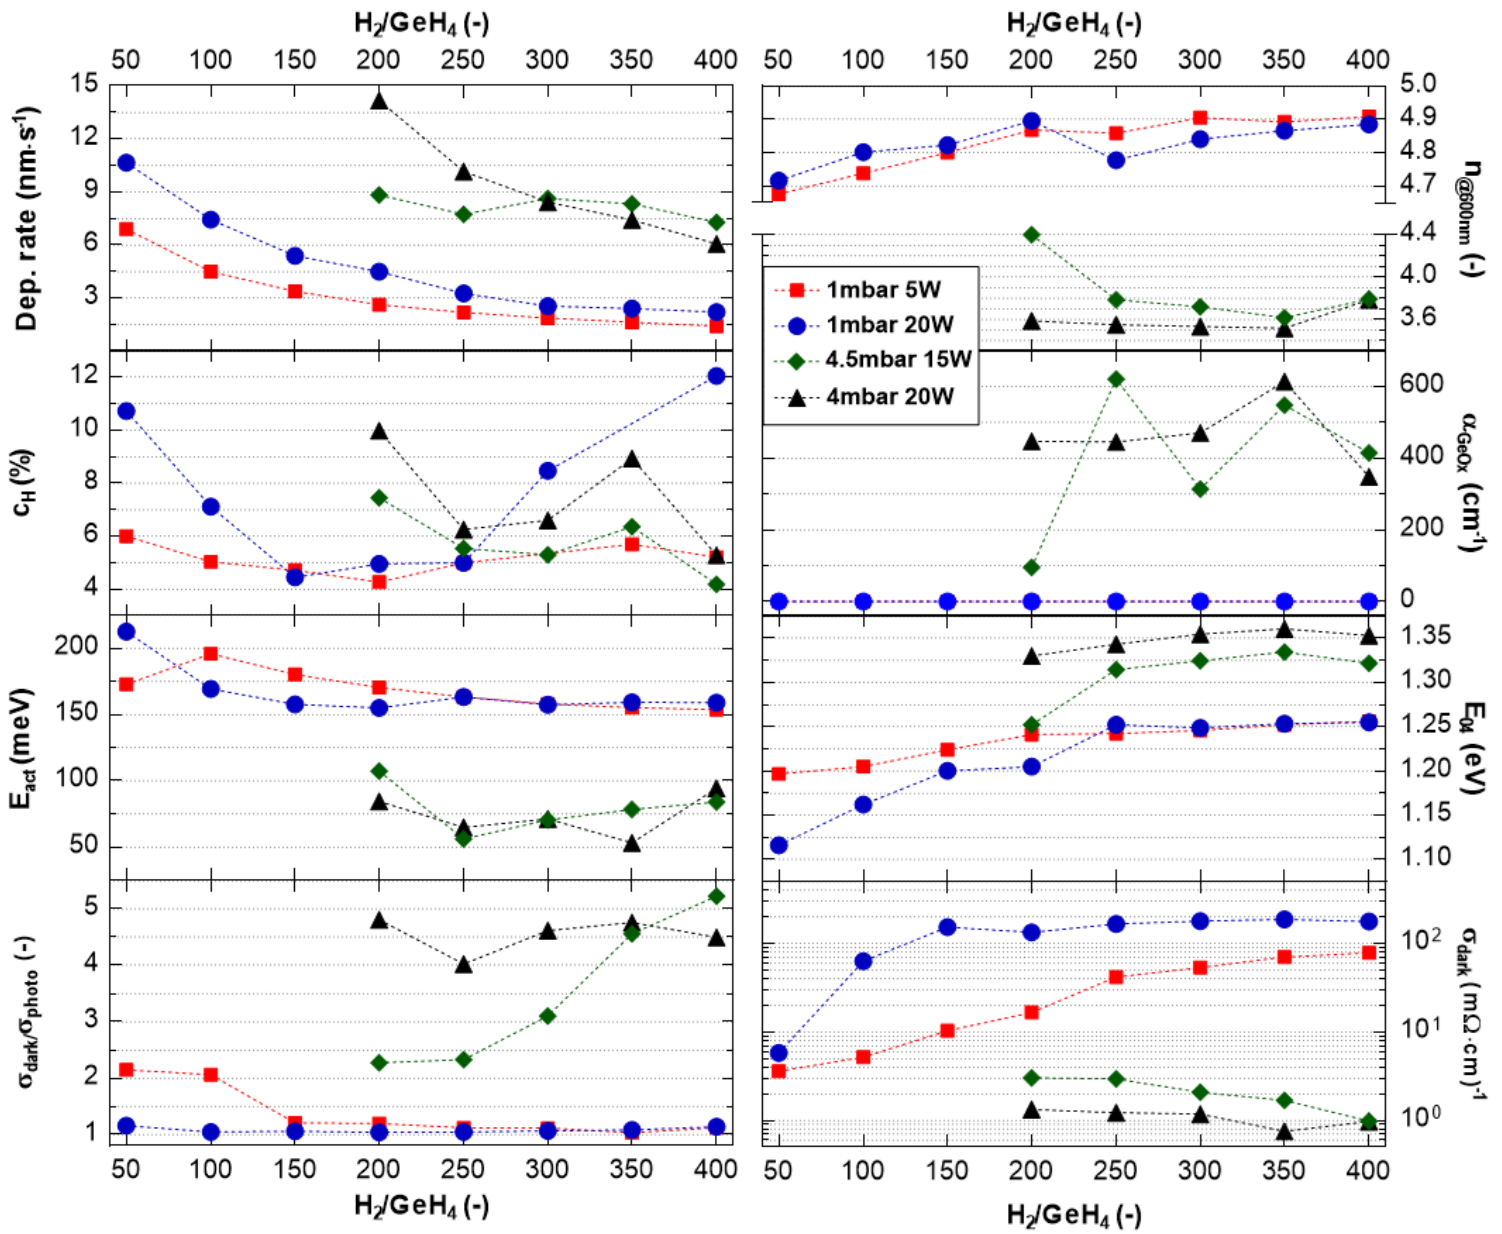 H2/GeH4 (-)
50 100 150 200 250 300 350 400
15
12
9
6
3
Dep. rate (nm·s-1)
12
10
8
6
4
cH (%)
200
150
100
50
Eact (meV)
5
4
3
2
1
σdark/σphoto (-)
50 100 150 200 250 300 350 400
H2/GeH4 (-)
H2/GeH4 (-)
50 100 150 200 250 300 350 400
5.0
4.9
4.8
4.7
4.4
4.0
3.6
n@600nm (-)
1mbar 5W
1mbar 20W
4.5mbar 15W
4mbar 20W
600
400
200
0
αGeOx (cm-1)
1.35
1.30
1.25
1.20
1.15
1.10
E04 (eV)
102
101
100
σdark (mΩ·cm)-1
50 100 150 200 250 300 350 400
H2/GeH4 (-)